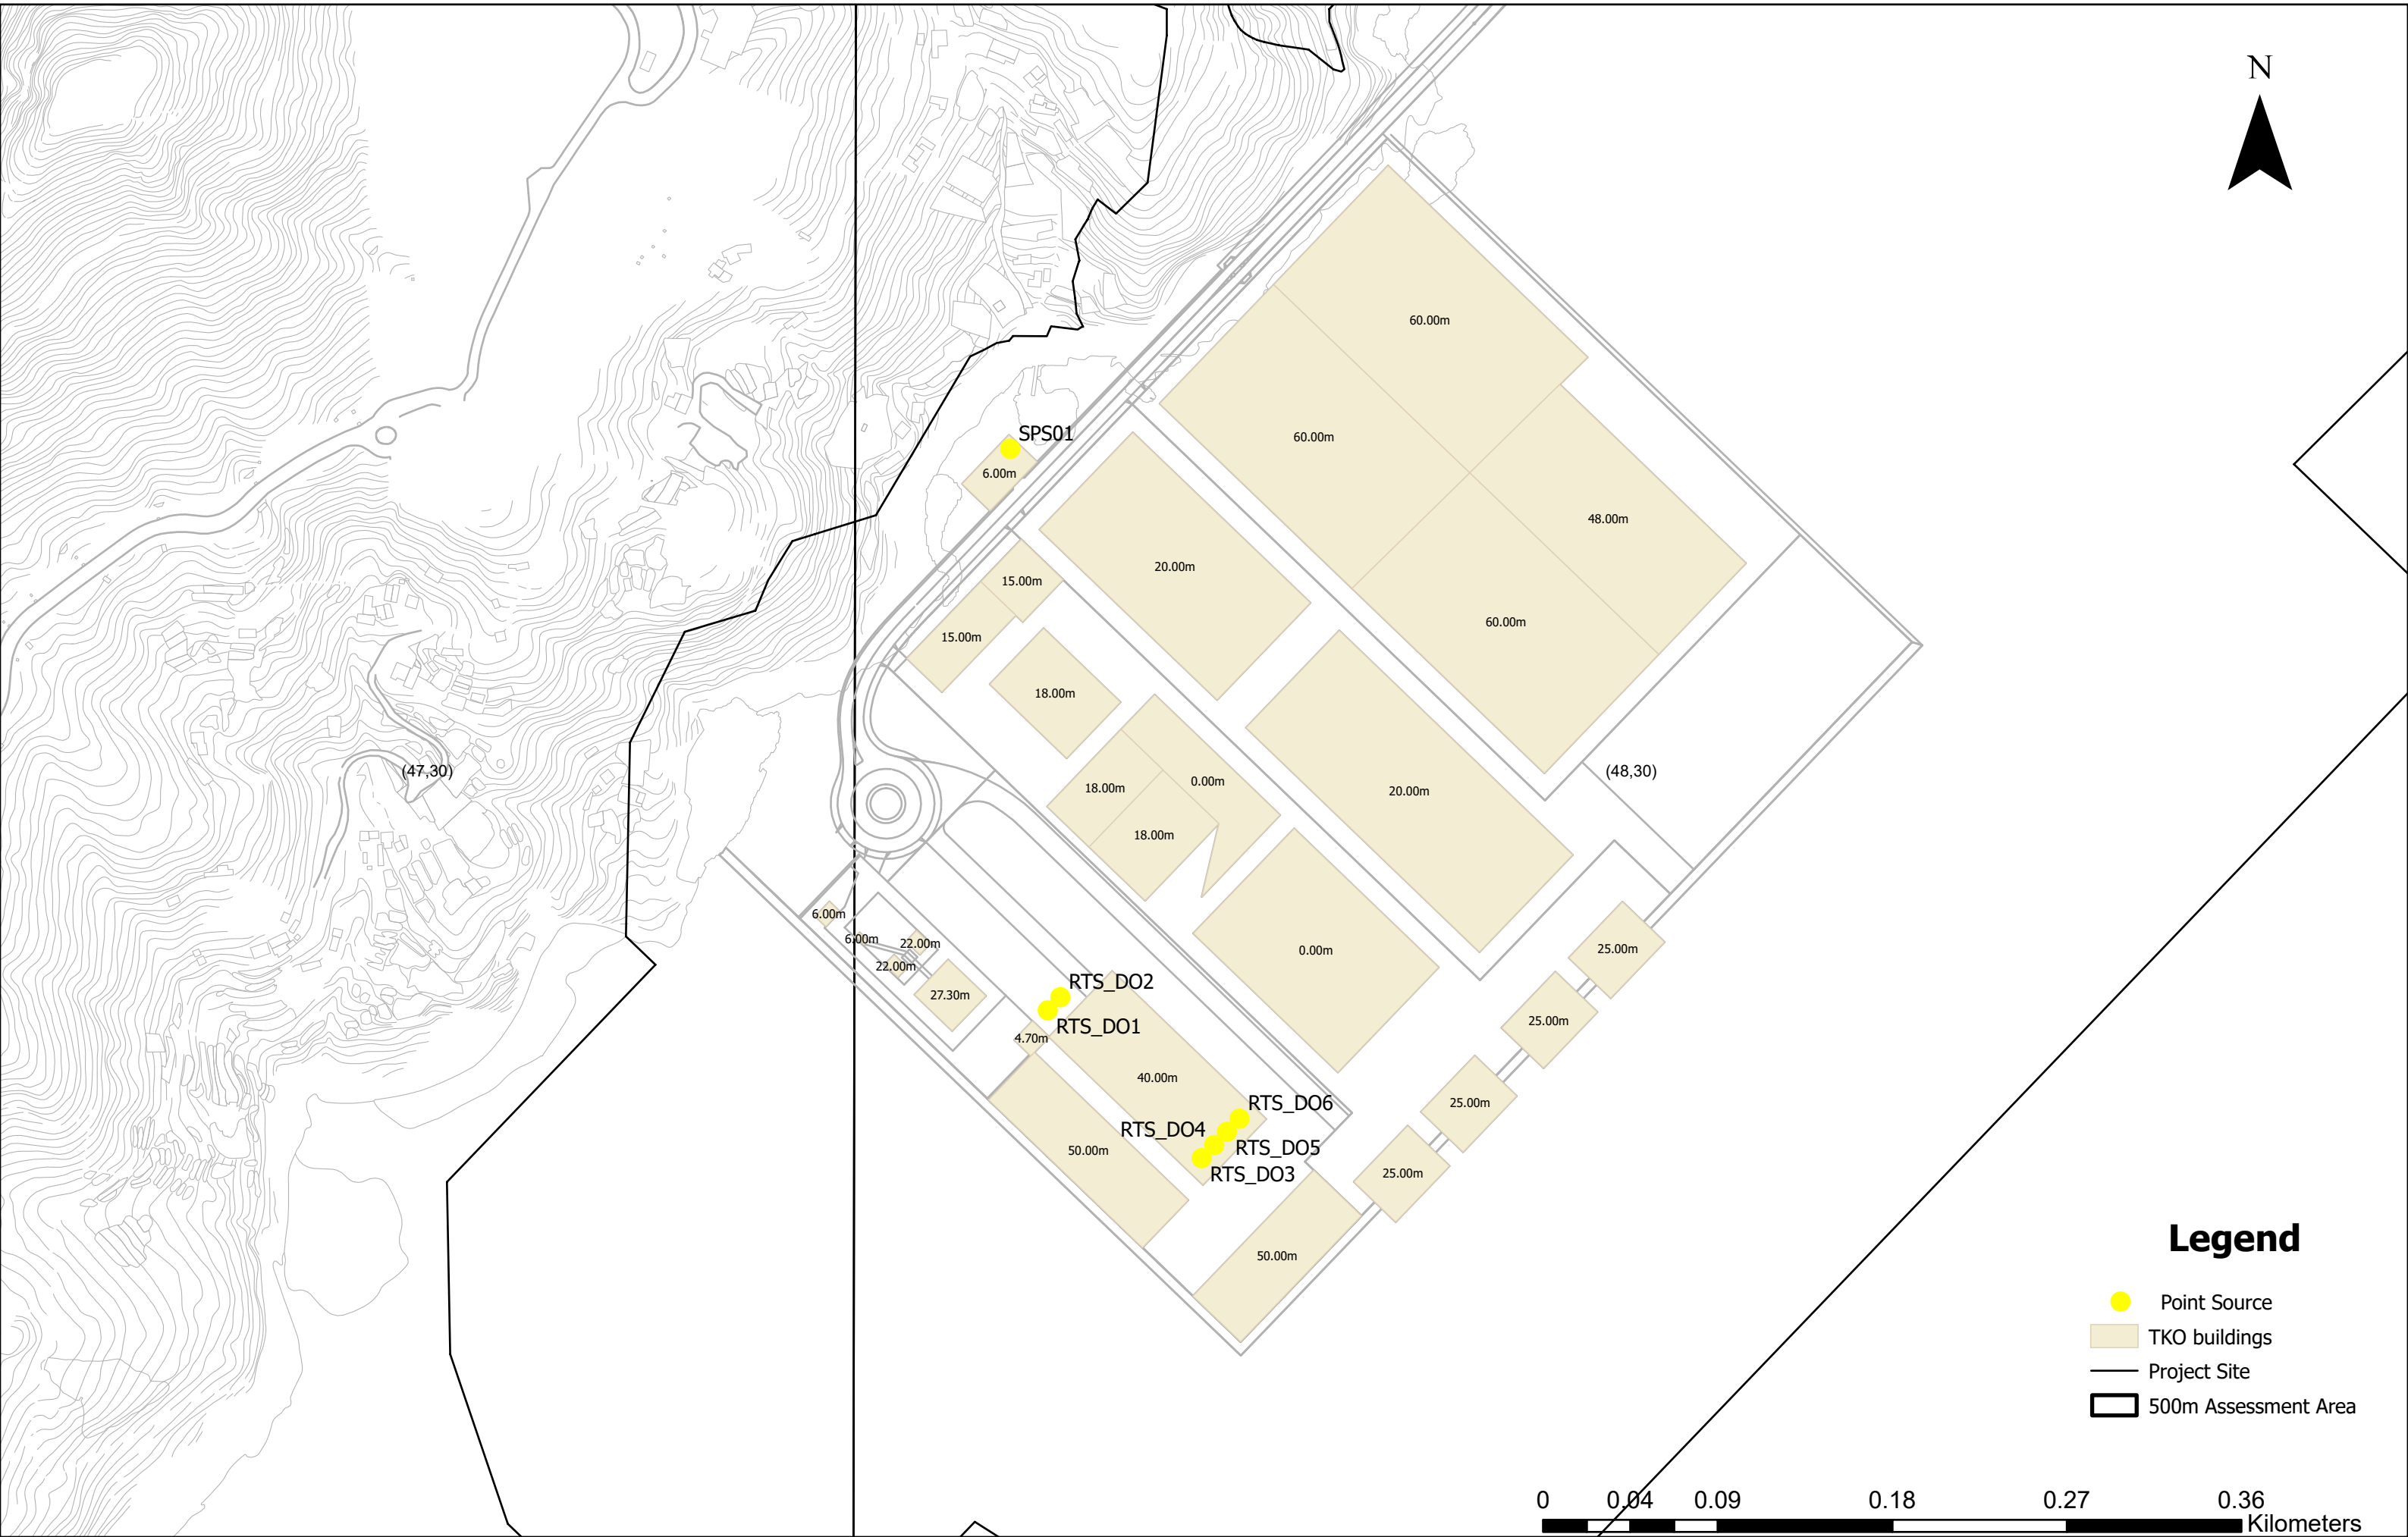 N
60.00m
SPS01
60.00m
6.00m
48.00m
20.00m
15.00m
60.00m
15.00m
18.00m
(47,30)
(48,30)
0.00m
18.00m
20.00m
18.00m
6.00m
6.00m
22.00m
0.00m
25.00m
22.00m
RTS_DO2
27.30m
25.00m
RTS_DO1
4.70m
40.00m
RTS_DO6
25.00m
RTS_DO4
RTS_DO5
50.00m
RTS_DO3
25.00m
50.00m
Legend
Point Source
TKO buildings
Project Site
500m Assessment Area
0 0.04 0.09 0.18 0.27 0.36
Kilometers